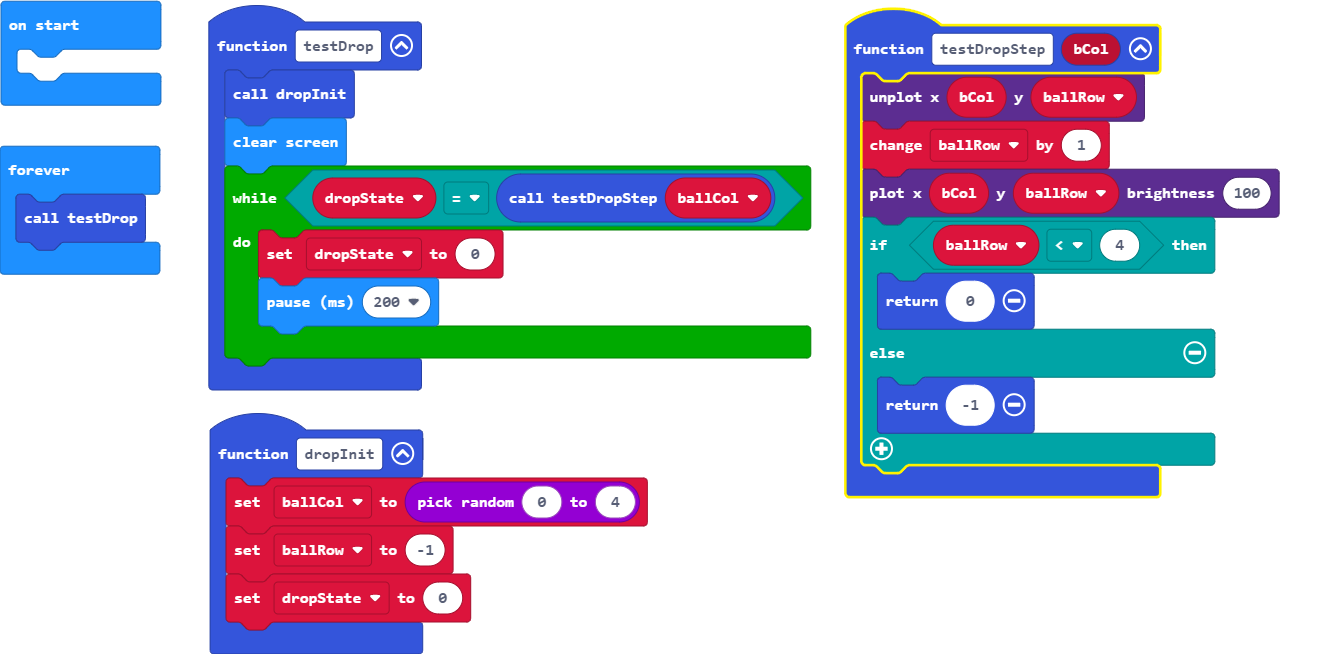 on start
forever
call testDrop
function testDrop
call dropInit
clear screen
while dropState = call testDropStep ballCol
do
set dropState to 0
pause (ms) 200
function dropInit
set ballCol to pick random 0 to 4
set ballRow to -1
set dropState to 0
function testDropStep bCol
unplot x bCol y ballRow
change ballRow by 1
plot x bCol y ballRow brightness 100
if ballRow < 4 then
return 0
else
return -1